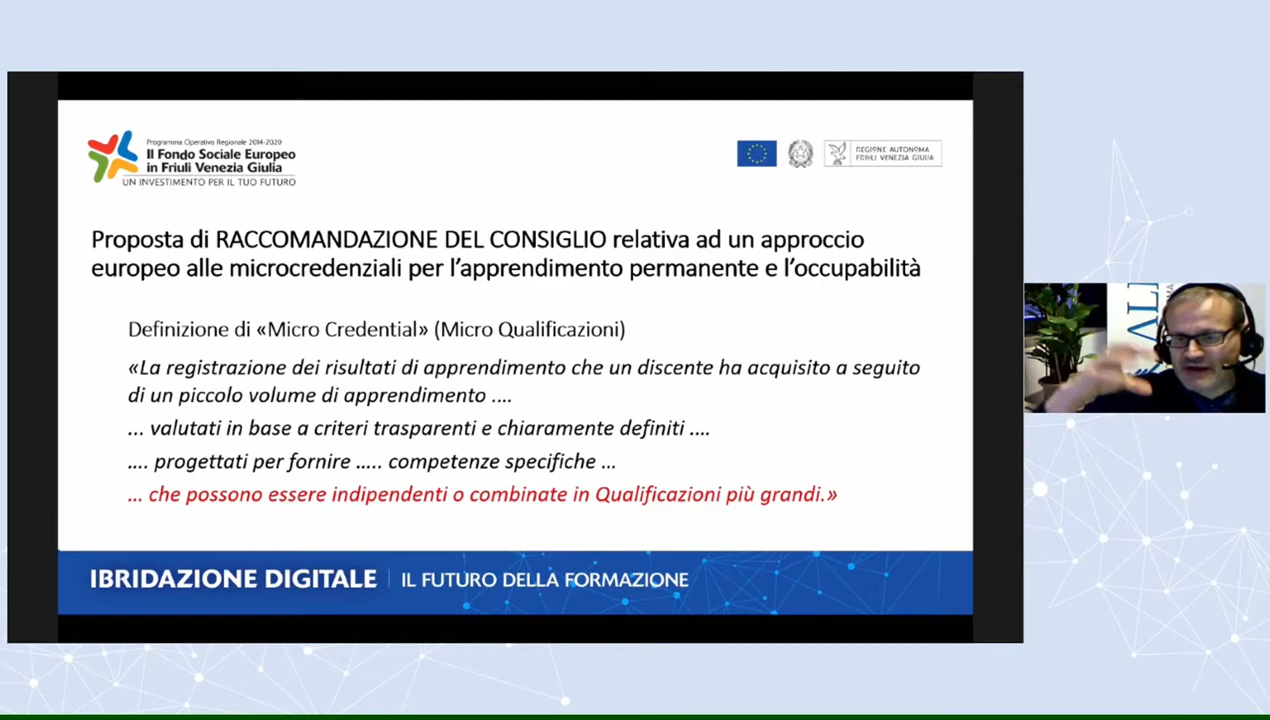 Programma Operativo Regionale 2014-2020
Il Fondo Sociale Europeo
in Friuli Venezia Giulia
UN INVESTIMENTO PER IL TUO FUTURO
REGIONE AUTONOMA
FRIULI VENEZIA GIULIA
Proposta di RACCOMANDAZIONE DEL CONSIGLIO relativa ad un approccio
europeo alle microcredenziali per l’apprendimento permanente e l’occupabilità
Definizione di «Micro Credential» (Micro Qualificazioni)
«La registrazione dei risultati di apprendimento che un discente ha acquisito a seguito
di un piccolo volume di apprendimento ....
... valutati in base a criteri trasparenti e chiaramente definiti ....
.... progettati per fornire ..... competenze specifiche ...
... che possono essere indipendenti o combinate in Qualificazioni più grandi.»
IBRIDAZIONE DIGITALE | IL FUTURO DELLA FORMAZIONE